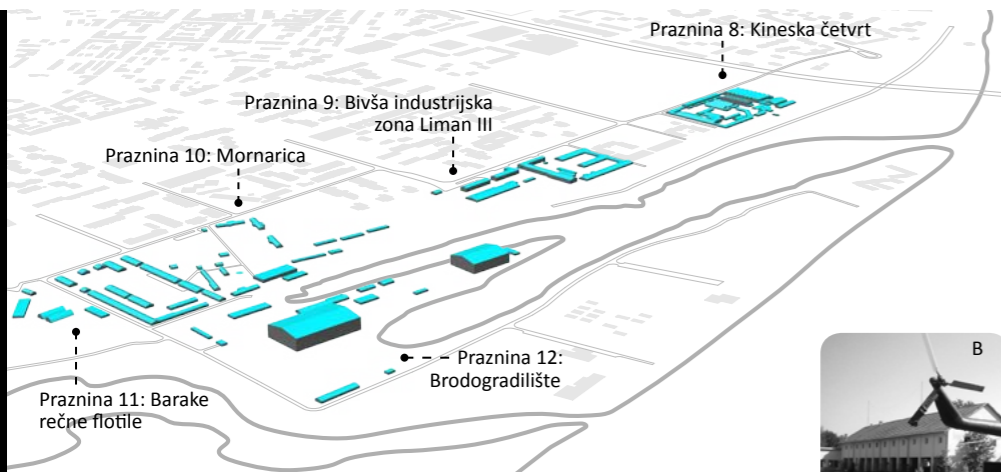 Praznina 8: Kineska četvrt
Praznina 9: Bivša industrijska
zona Liman III
Praznina 10: Mornarica
Praznina 12:
Brodogradilište
Praznina 11: Barake
rečne flotile
B